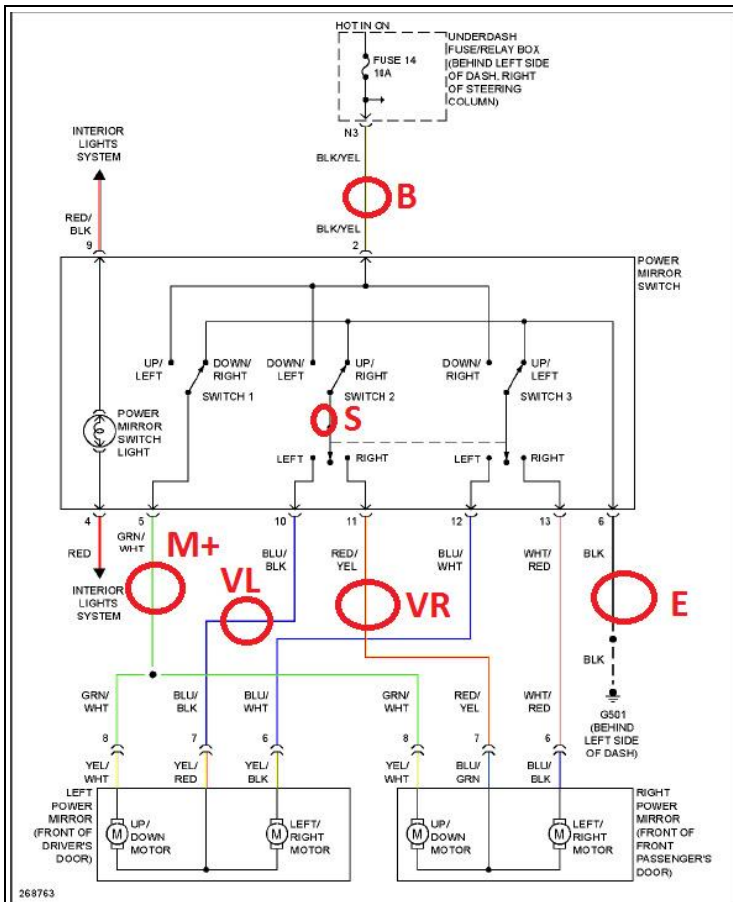 HOT IN ON
FUSE 14
10A
UNDERDASH
FUSE/RELAY BOX
(BEHIND LEFT SIDE
OF DASH, RIGHT
OF STEERING
COLUMN)
N3
INTERIOR
LIGHTS
SYSTEM
BLK/YEL
B
RED/
BLK
BLK/YEL
9
2
POWER
MIRROR
SWITCH
UP/
LEFT
DOWN/
RIGHT
DOWN/
LEFT
UP/
RIGHT
DOWN/
RIGHT
UP/
LEFT
SWITCH 1
SWITCH 2
SWITCH 3
POWER
MIRROR
SWITCH
LIGHT
S
LEFT
RIGHT
LEFT
RIGHT
4
5
10
11
12
13
6
RED
GRN/
WHT
BLU/
BLK
RED/
YEL
BLU/
WHT
WHT/
RED
BLK
M+
VL
VR
E
INTERIOR
LIGHTS
SYSTEM
BLK
GRN/
WHT
BLU/
BLK
BLU/
WHT
GRN/
WHT
RED/
YEL
WHT/
RED
G501
(BEHIND
LEFT SIDE
OF DASH)
8
7
6
8
7
6
YEL/
WHT
YEL/
RED
YEL/
BLK
YEL/
WHT
BLU/
GRN
BLU/
BLK
LEFT
POWER
MIRROR
(FRONT OF
DRIVER'S
DOOR)
M
UP/
DOWN
MOTOR
M
LEFT/
RIGHT
MOTOR
M
UP/
DOWN
MOTOR
M
LEFT/
RIGHT
MOTOR
RIGHT
POWER
MIRROR
(FRONT OF
FRONT
PASSENGER'S
DOOR)
268763